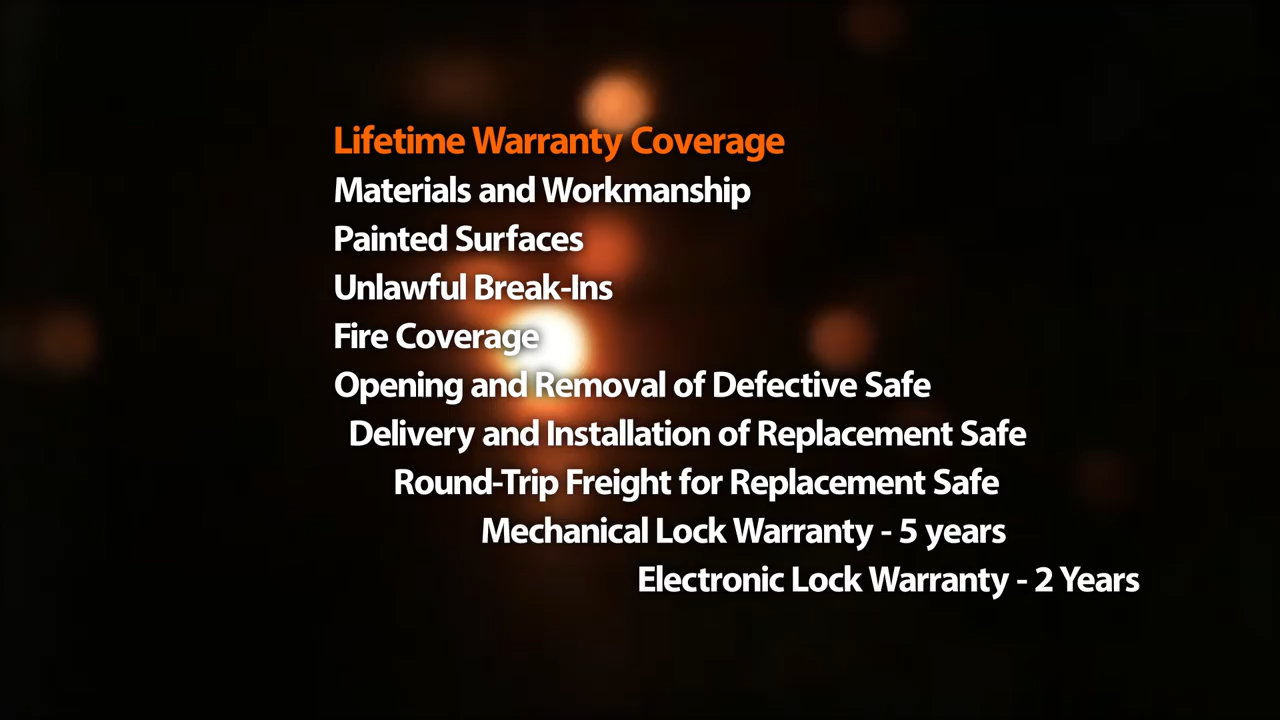 Lifetime Warranty Coverage
Materials and Workmanship
Painted Surfaces
Unlawful Break-Ins
Fire Coverage
Opening and Removal of Defective Safe
Delivery and Installation of Replacement Safe
Round-Trip Freight for Replacement Safe
Mechanical Lock Warranty - 5 years
Electronic Lock Warranty - 2 Years